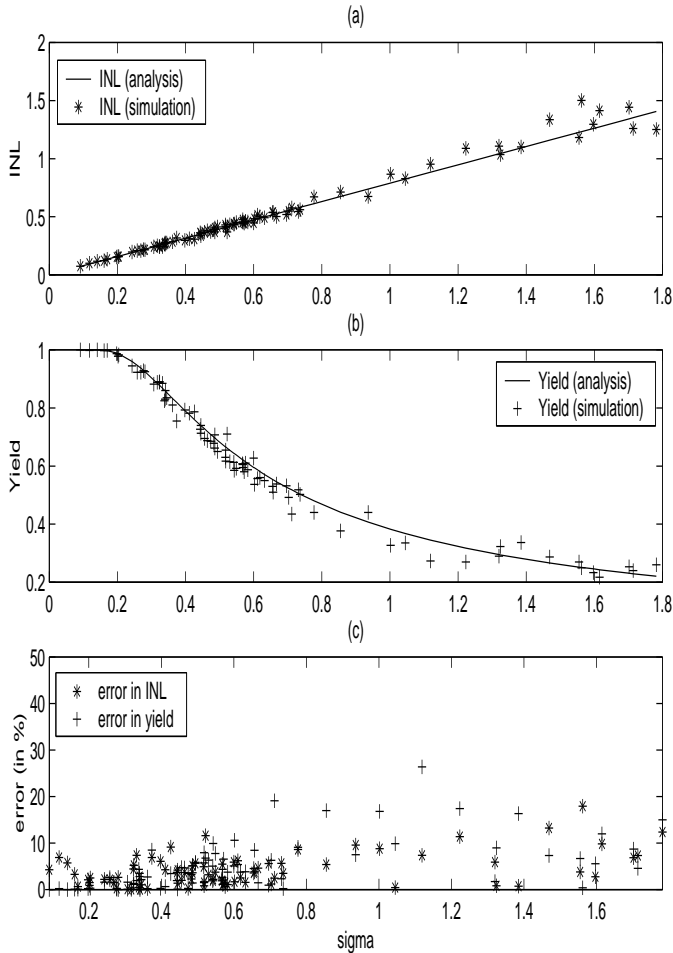 (a)
2
1.5
1
0.5
0
INL
INL (analysis)
INL (simulation)
0 0.2 0.4 0.6 0.8 1 1.2 1.4 1.6 1.8
(b)
1
0.8
0.6
0.4
0.2
Yield
Yield (analysis)
Yield (simulation)
0 0.2 0.4 0.6 0.8 1 1.2 1.4 1.6 1.8
(c)
50
40
30
20
10
0
error (in %)
error in INL
error in yield
0.2 0.4 0.6 0.8 1 1.2 1.4 1.6
sigma